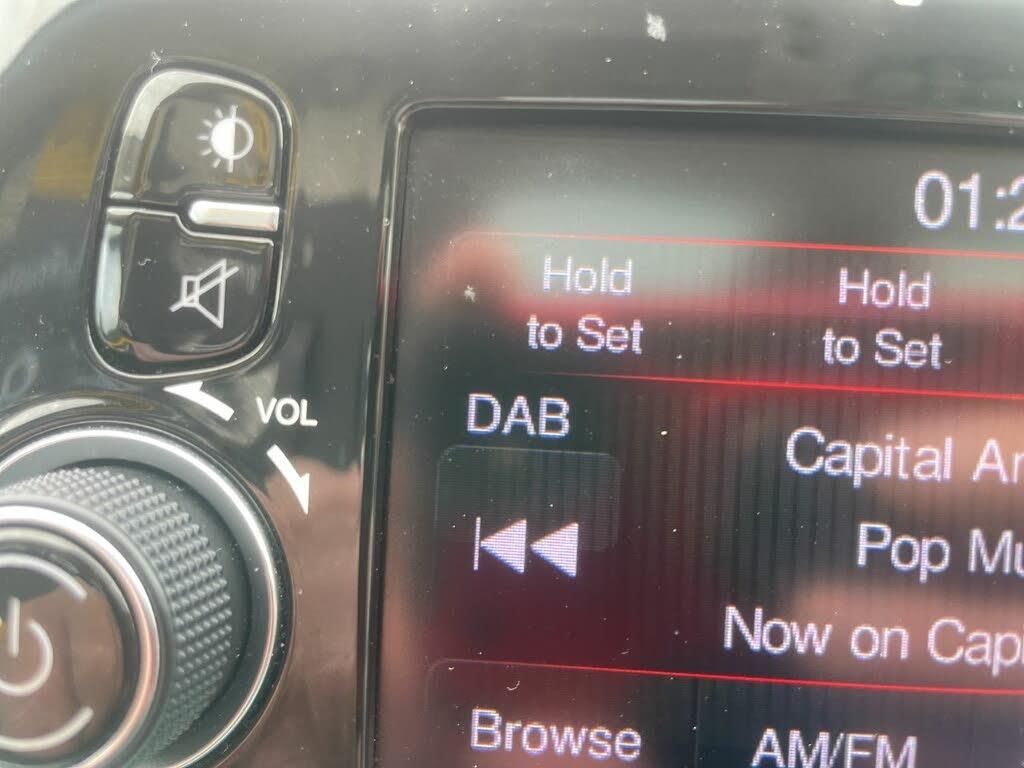 01:2
Hold
to Set
Hold
to Set
VOL
DAB
Capital
Pop
Now on
Browse
AM/FM